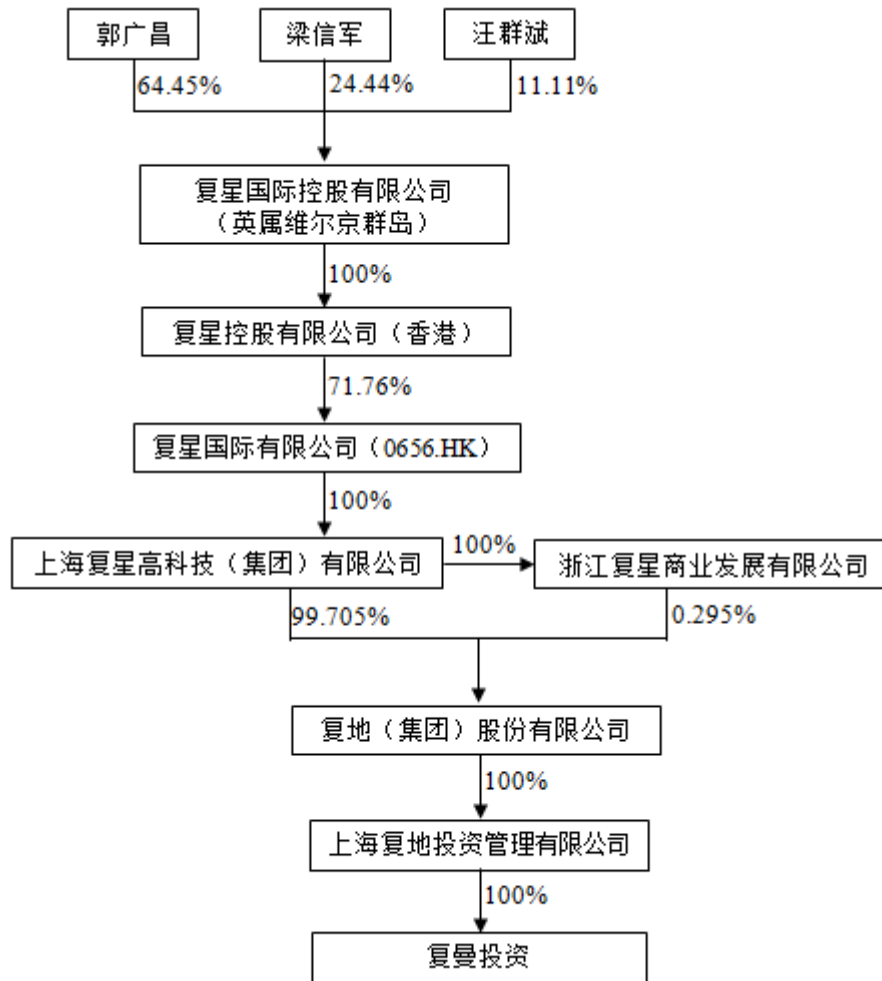 郭广昌
梁信军
汪群斌
64.45%
24.44%
11.11%
复星国际控股有限公司
（英属维尔京群岛）
100%
复星控股有限公司（香港）
71.76%
复星国际有限公司（0656.HK）
100%
上海复星高科技（集团）有限公司
100%
浙江复星商业发展有限公司
99.705%
0.295%
复地（集团）股份有限公司
100%
上海复地投资管理有限公司
100%
复曼投资